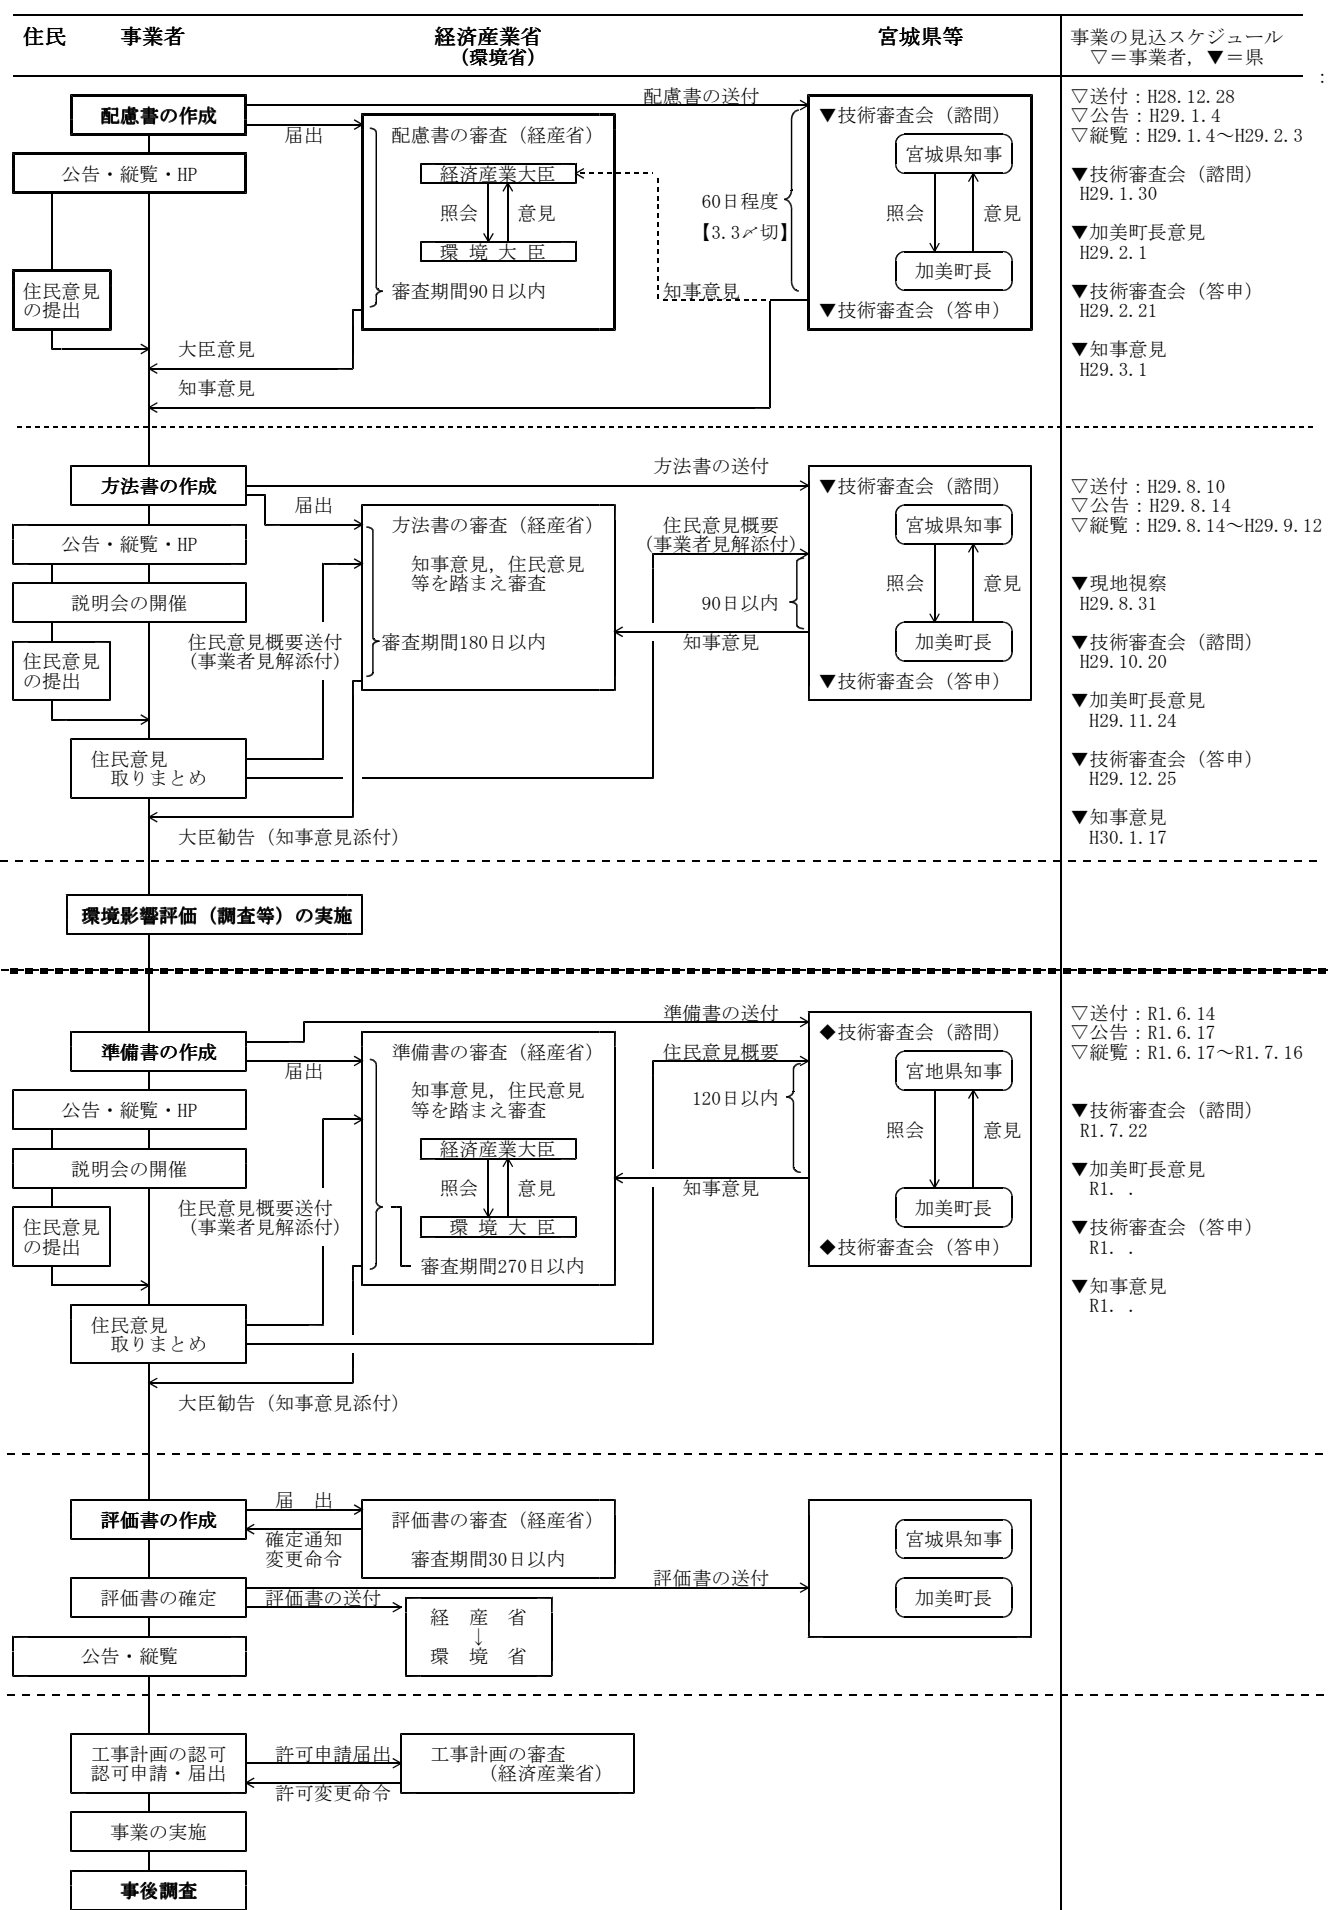 住民 事業者 経済産業省 宮城県等 事業の見込スケジュール
(環境省) ▽＝事業者，▼＝県
:
配慮書の作成
届出
配慮書の送付
公告・縦覧・HP
住民意見
の提出
配慮書の審査（経産省）
経済産業大臣
照会 意見
環 境 大 臣
審査期間90日以内
大臣意見
知事意見
知事意見
60日程度
【3.3〆切】
▼技術審査会（諮問）
宮城県知事
照会 意見
加美町長
▼技術審査会（答申）
▽送付：H28.12.28
▽公告：H29.1.4
▽縦覧：H29.1.4～H29.2.3
▼技術審査会（諮問）
H29.1.30
▼加美町長意見
H29.2.1
▼技術審査会（答申）
H29.2.21
▼知事意見
H29.3.1
方法書の作成
届出
方法書の送付
公告・縦覧・HP
説明会の開催
住民意見
の提出
住民意見概要送付
（事業者見解添付）
住民意見
取りまとめ
方法書の審査（経産省）
知事意見，住民意見
等を踏まえ審査
審査期間180日以内
大臣勧告（知事意見添付）
住民意見概要
（事業者見解添付）
90日以内
知事意見
▼技術審査会（諮問）
宮城県知事
照会 意見
加美町長
▼技術審査会（答申）
▽送付：H29.8.10
▽公告：H29.8.14
▽縦覧：H29.8.14～H29.9.12
▼現地視察
H29.8.31
▼技術審査会（諮問）
H29.10.20
▼加美町長意見
H29.11.24
▼技術審査会（答申）
H29.12.25
▼知事意見
H30.1.17
環境影響評価（調査等）の実施
準備書の作成
届出
準備書の送付
公告・縦覧・HP
説明会の開催
住民意見
の提出
住民意見概要送付
（事業者見解添付）
住民意見
取りまとめ
準備書の審査（経産省）
知事意見，住民意見
等を踏まえ審査
経済産業大臣
照会 意見
環 境 大 臣
審査期間270日以内
大臣勧告（知事意見添付）
住民意見概要
120日以内
知事意見
◆技術審査会（諮問）
宮地県知事
照会 意見
加美町長
◆技術審査会（答申）
▽送付：R1.6.14
▽公告：R1.6.17
▽縦覧：R1.6.17～R1.7.16
▼技術審査会（諮問）
R1.7.22
▼加美町長意見
R1. .
▼技術審査会（答申）
R1. .
▼知事意見
R1. .
評価書の作成
届 出
確定通知
変更命令
評価書の審査（経産省）
審査期間30日以内
評価書の確定
評価書の送付
評価書の送付
経 産 省
↓
環 境 省
公告・縦覧
宮城県知事
加美町長
工事計画の認可
認可申請・届出
許可申請届出
許可変更命令
工事計画の審査
（経済産業省）
事業の実施
事後調査